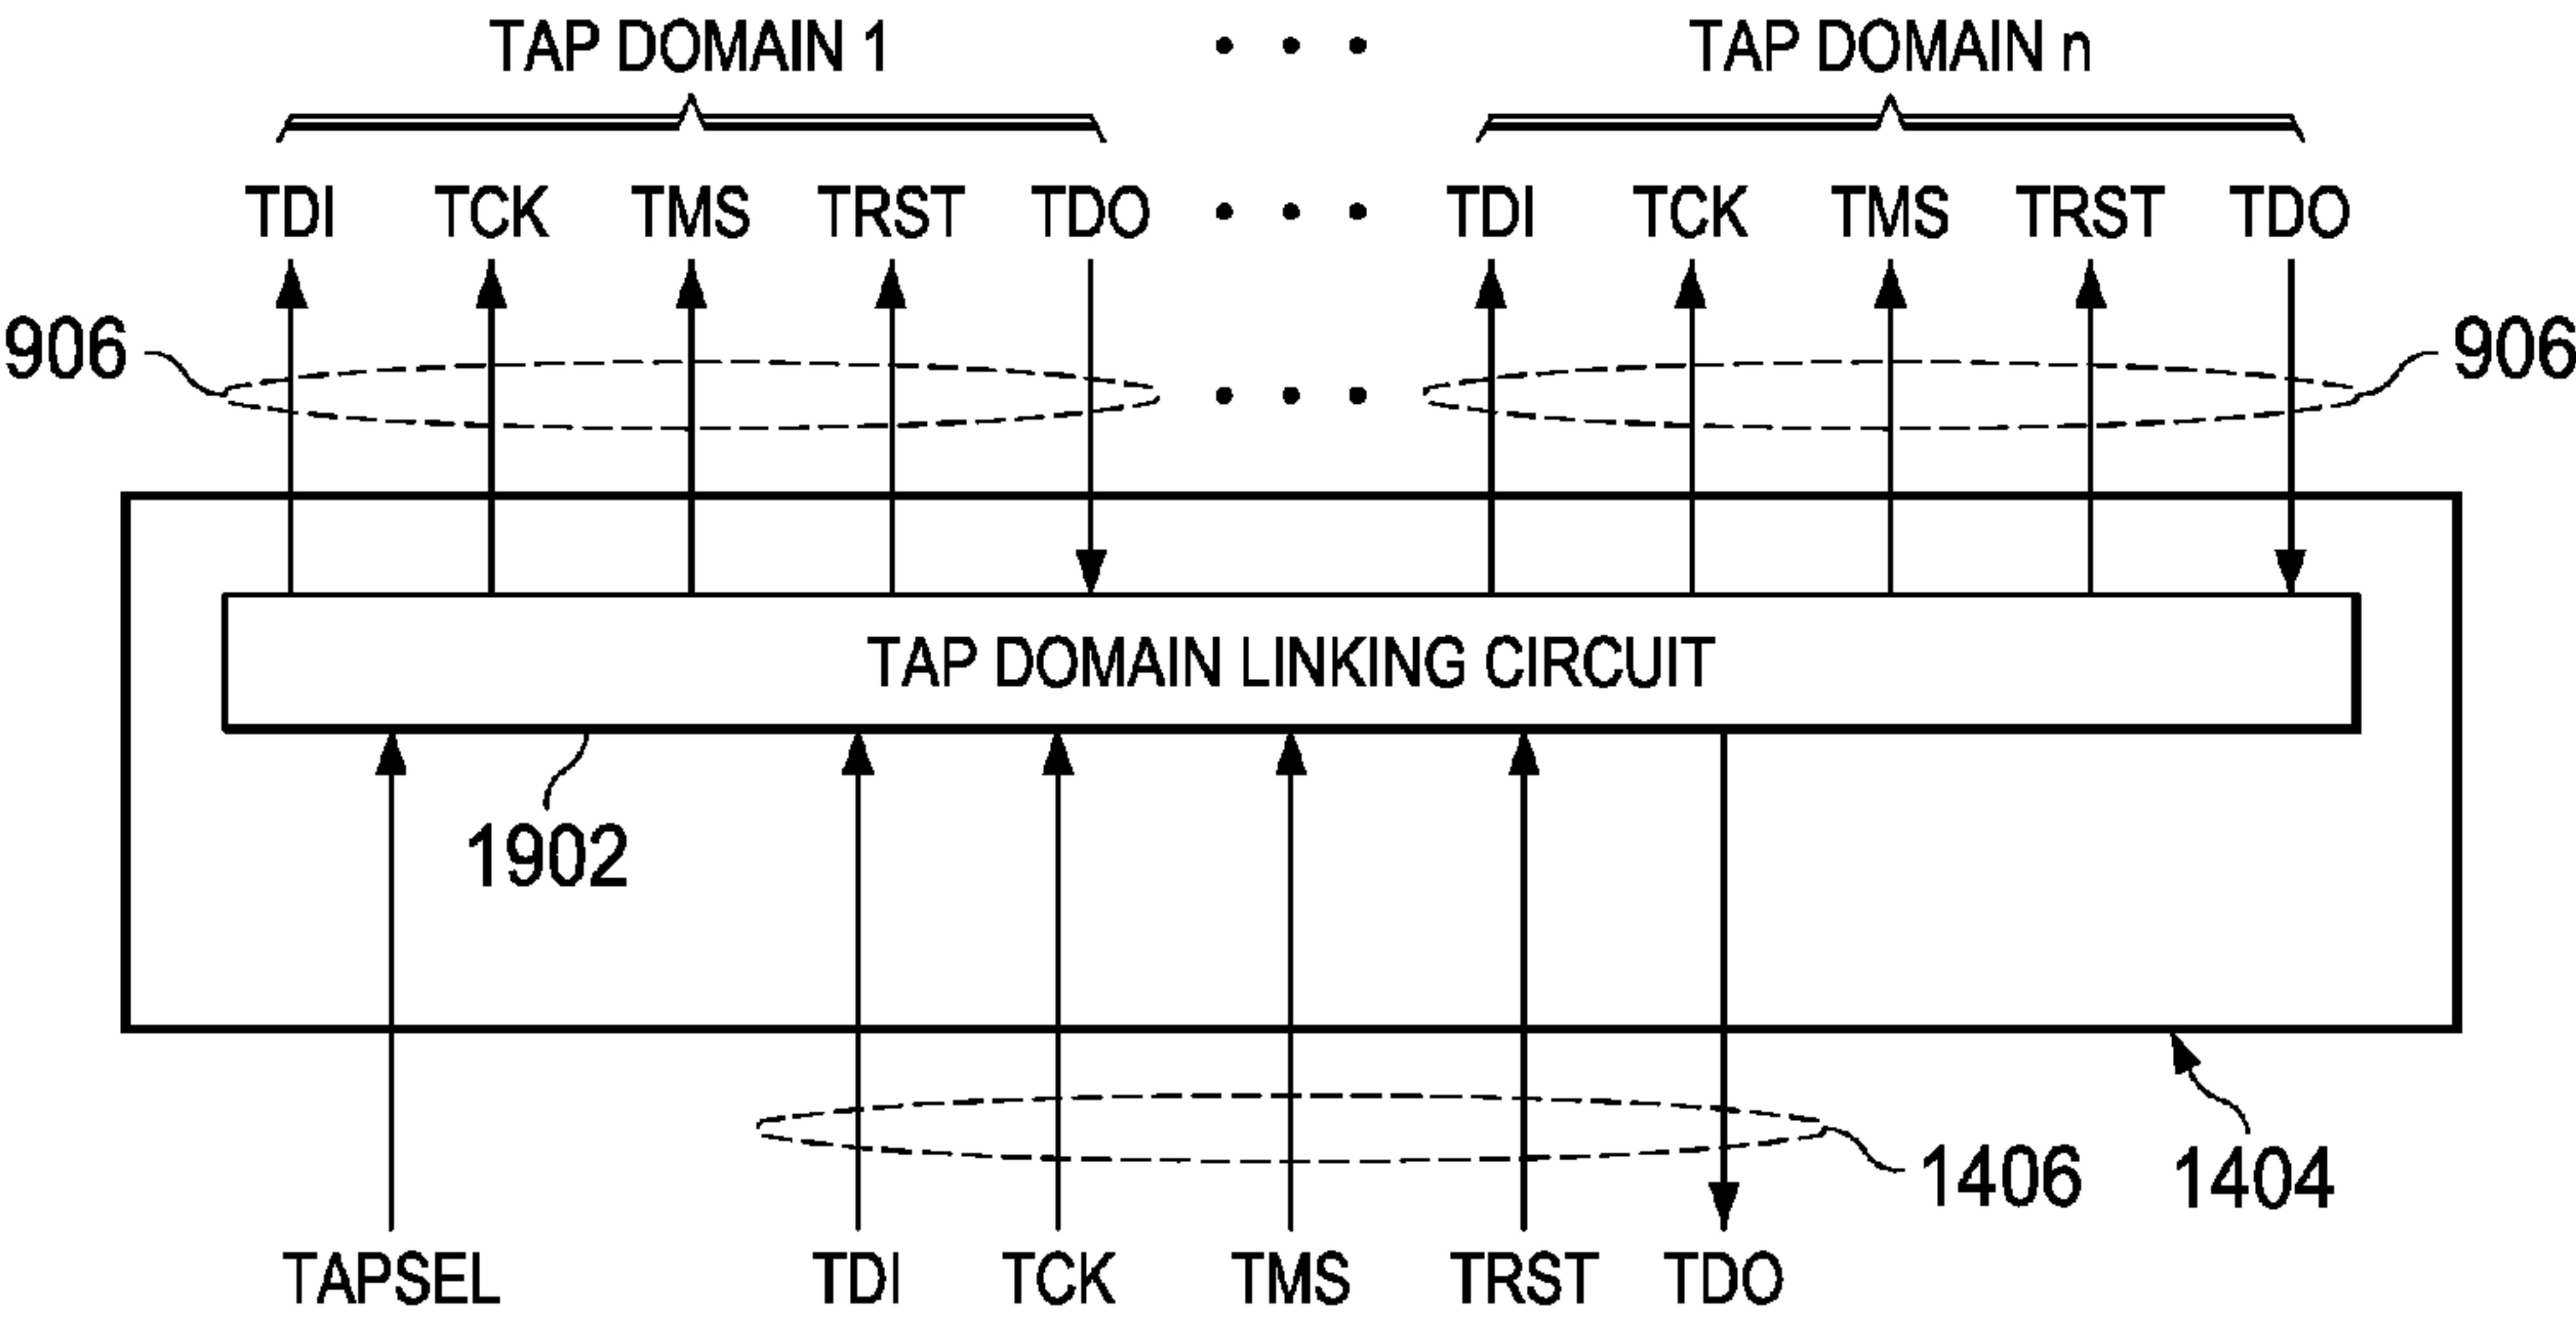 TAP DOMAIN 1 • • • TAP DOMAIN n
TDI TCK TMS TRST TDO • • • TDI TCK TMS TRST TDO
906 • • • 906
TAP DOMAIN LINKING CIRCUIT
1902
1406 1404
TAPSEL TDI TCK TMS TRST TDO